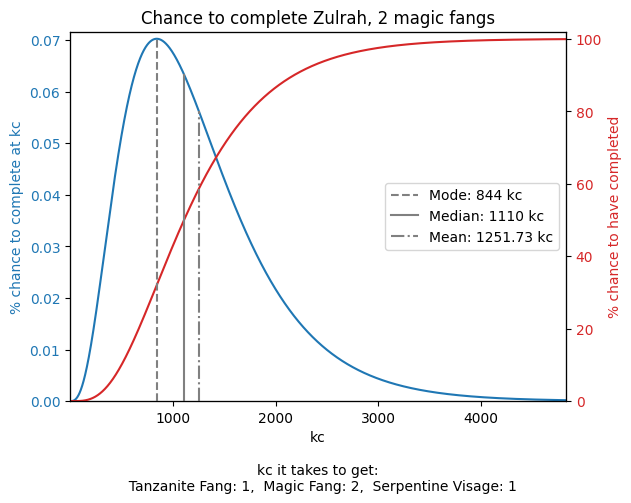 Chance to complete Zulrah, 2 magic fangs
% chance to complete at kc
0.07
0.06
0.05
0.04
0.03
0.02
0.01
0.00
100
80
60
40
20
0
% chance to have completed
Mode: 844 kc
Median: 1110 kc
Mean: 1251.73 kc
1000 2000 3000 4000
kc
kc it takes to get:
Tanzanite Fang: 1, Magic Fang: 2, Serpentine Visage: 1